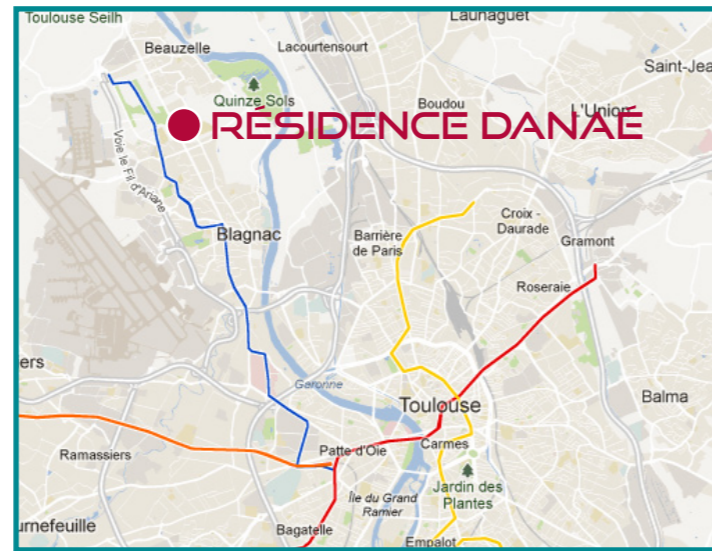 Toulouse Seilh
Launaguet
Beauzelle
Lacourtensourt
Saint-Jea
Quinze Sols
Boudou
L'Union
RÉSIDENCE DANAÉ
Voie le Fil d'Ariane
Blagnac
Barrière
de Paris
Croix -
Daurade
Gramont
Roseraie
ers
Garonne
Toulouse
Balma
Ramassiers
Patte d'Oie
Carmes
Île du Grand
Ramier
Jardin des
Plantes
urnefeuille
Bagatelle
Empalot